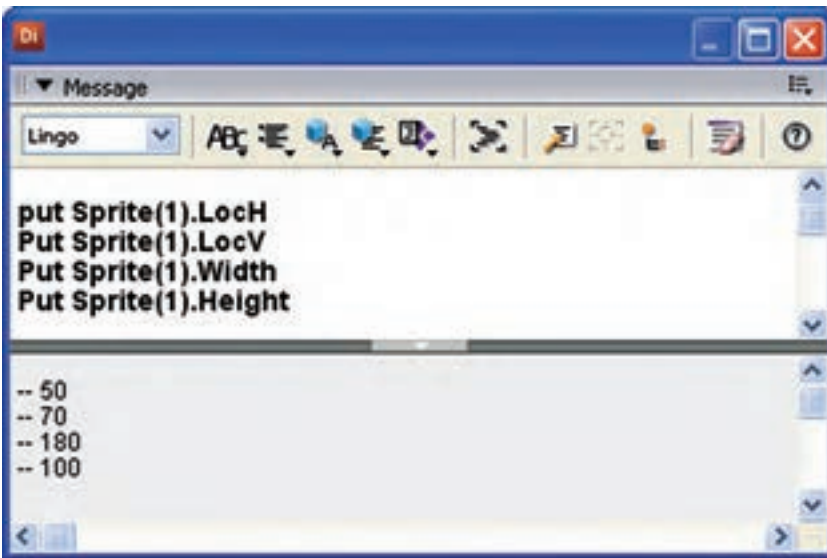 Di
Message
Lingo
put Sprite(1).LocH
Put Sprite(1).LocV
Put Sprite(1).Width
Put Sprite(1).Height
-- 50
-- 70
-- 180
-- 100